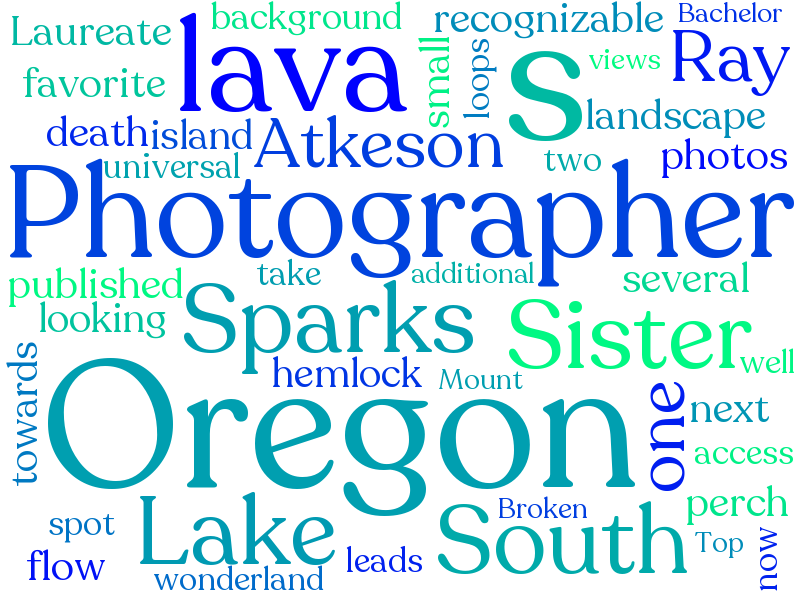 Laureate
background
recognizable
Bachelor
favorite
lava
small
loops
S
views
Ray
death
island
Atkeson
landscape
universal
two
photos
Photographer
published
take
additional
several
looking
Sparks
Sister
well
towards
hemlock
Mount
one
next
Oregon
access
perch
spot
Lake
Broken
South
Top
now
flow
wonderland
leads